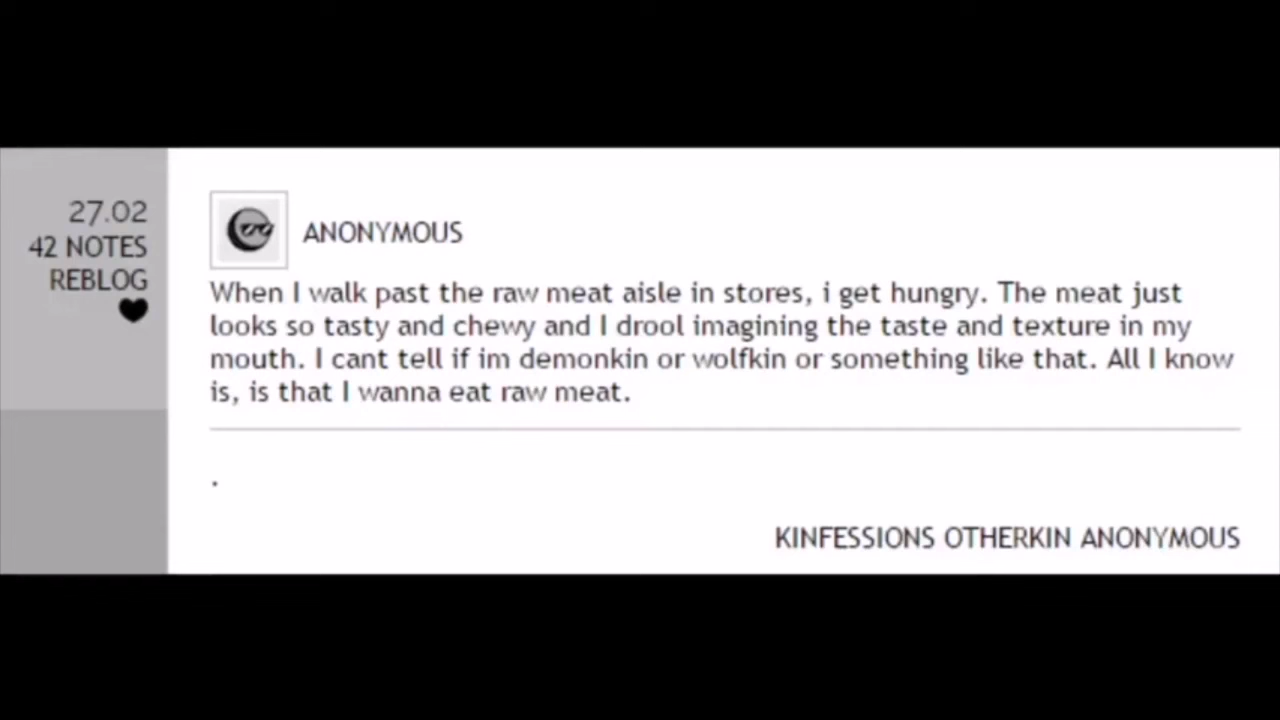 27.02
42 NOTES
REBLOG
ANONYMOUS
When I walk past the raw meat aisle in stores, i get hungry. The meat just
looks so tasty and chewy and I drool imagining the taste and texture in my
mouth. I cant tell if im demonkin or wolfkin or something like that. All I know
is, is that I wanna eat raw meat.
.
KINFESSIONS OTHERKIN ANONYMOUS